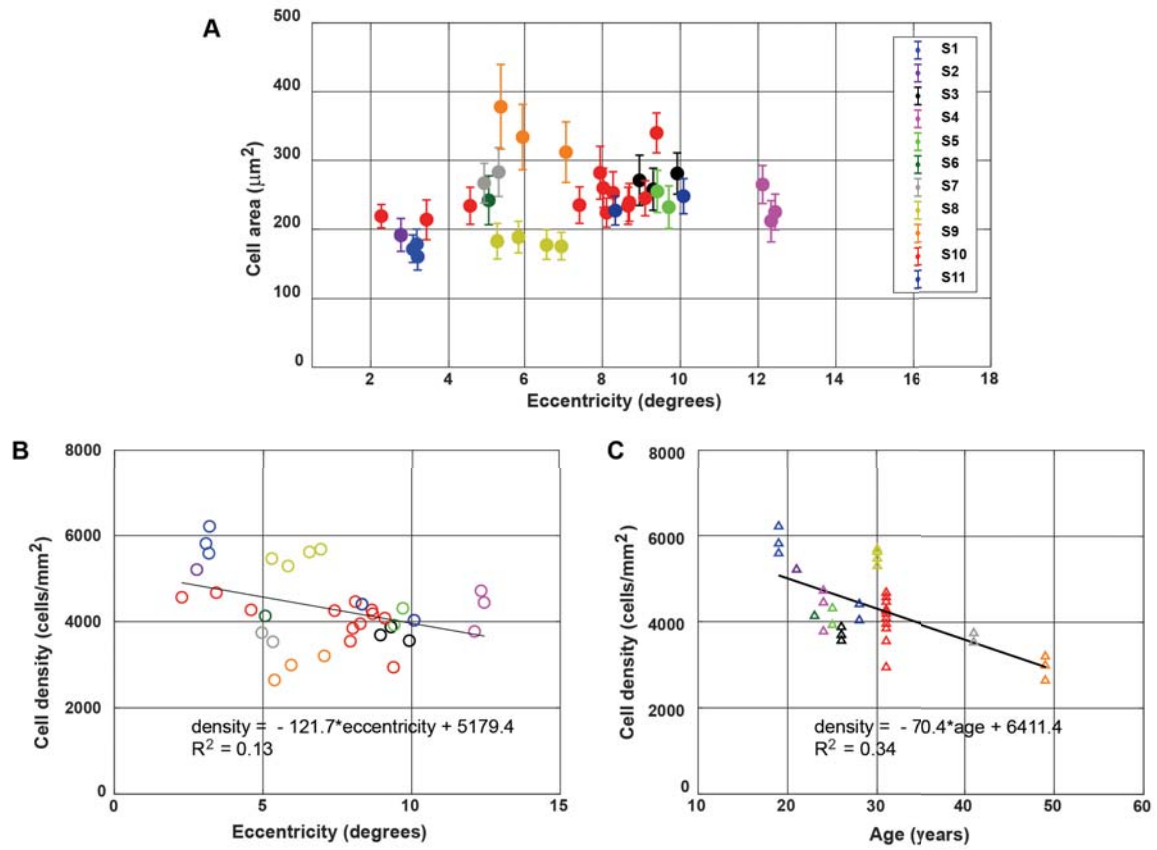 A
500
400
300
200
100
0
Cell area (μm2)
2 4 6 8 10 12 14 16 18
Eccentricity (degrees)
S1
S2
S3
S4
S5
S6
S7
S8
S9
S10
S11
B
8000
6000
4000
2000
0
Cell density (cells/mm2)
density = - 121.7*eccentricity + 5179.4
R2 = 0.13
0 5 10 15
Eccentricity (degrees)
C
8000
6000
4000
2000
0
Cell density (cells/mm2)
density = - 70.4*age + 6411.4
R2 = 0.34
10 20 30 40 50 60
Age (γears)